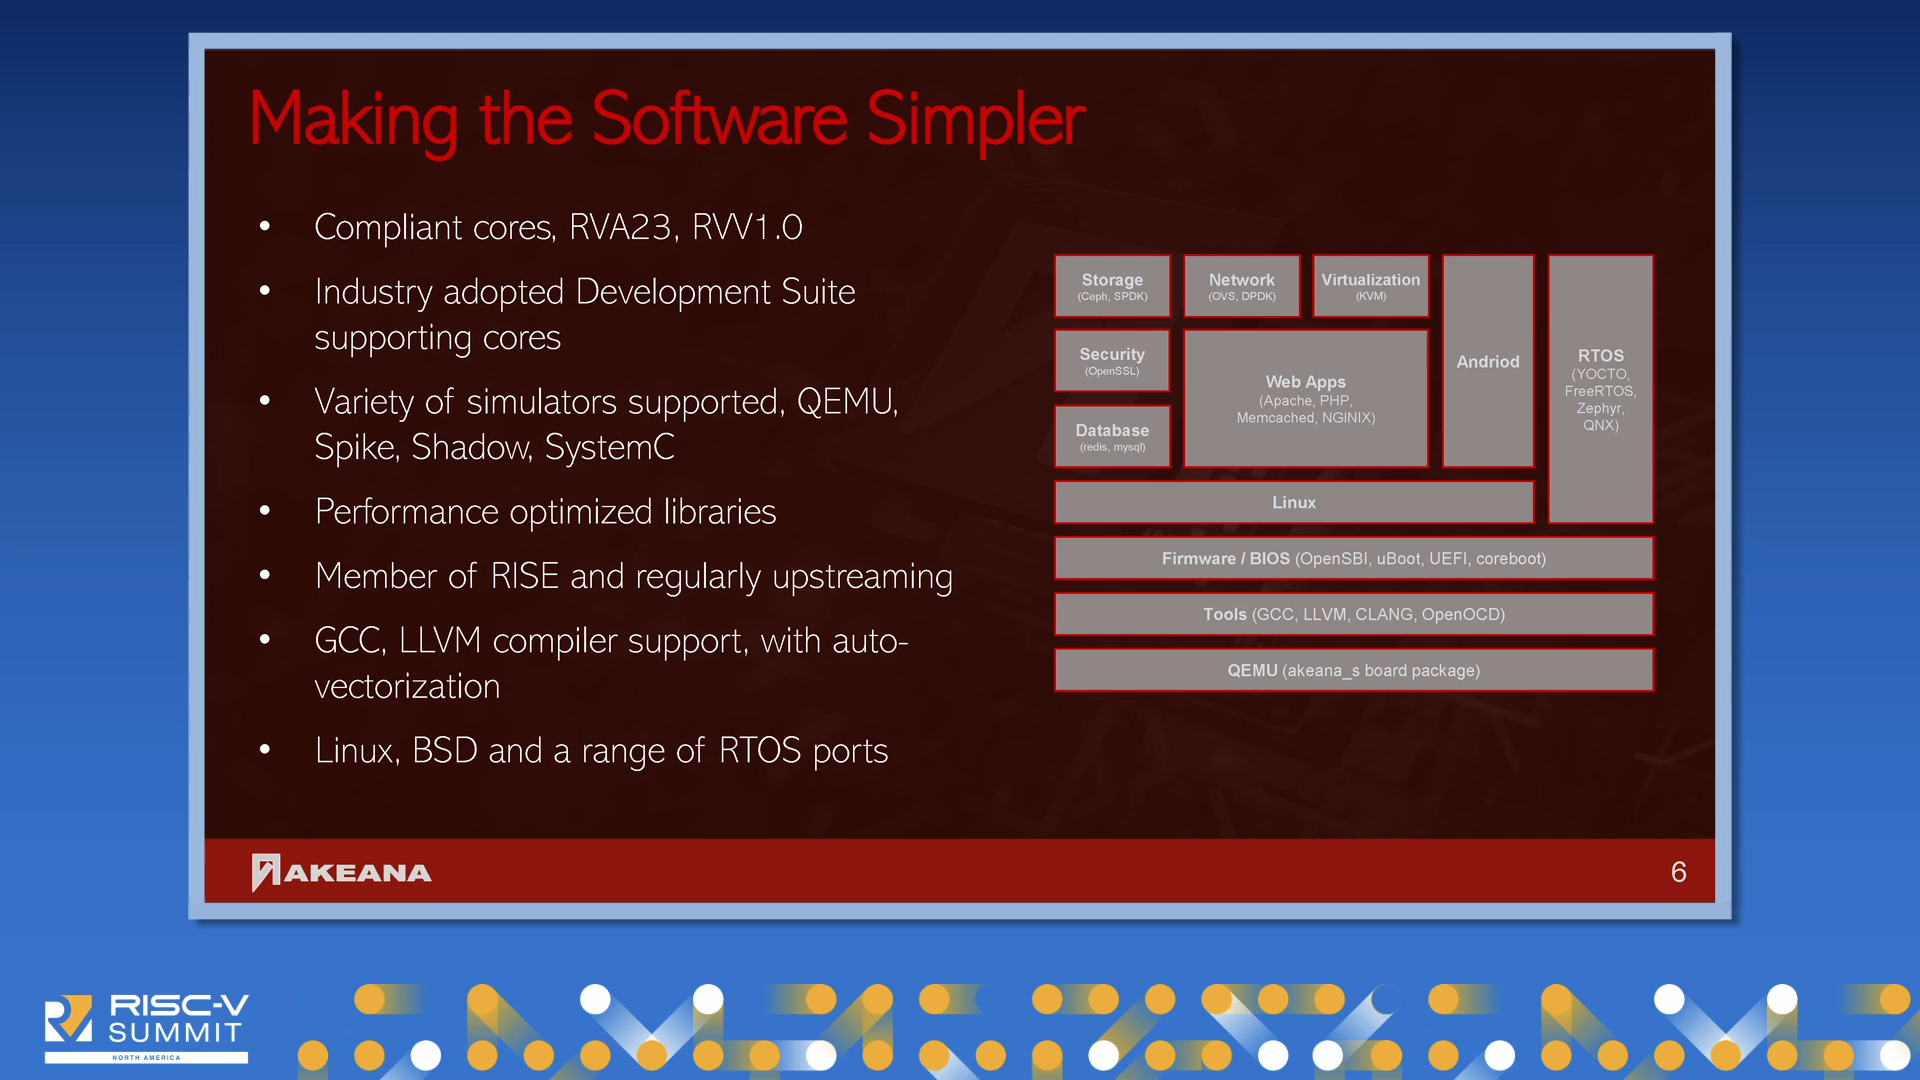 Making the Software Simpler
• Compliant cores, RVA23, RVV1.0
• Industry adopted Development Suite
supporting cores
• Variety of simulators supported, QEMU,
Spike, Shadow, SystemC
• Performance optimized libraries
• Member of RISE and regularly upstreaming
• GCC, LLVM compiler support, with auto-
vectorization
• Linux, BSD and a range of RTOS ports
Storage
(Ceph, SPDK)
Network
(OVS, DPDK)
Virtualization
(KVM)
Security
(OpenSSL)
Web Apps
(Apache, PHP,
Memcached, NGINIX)
Database
(redis, mysql)
Andriod
RTOS
(YOCTO,
FreeRTOS,
Zephyr,
QNX)
Linux
Firmware / BIOS (OpenSBI, uBoot, UEFI, coreboot)
Tools (GCC, LLVM, CLANG, OpenOCD)
QEMU (akeana_s board package)
AKEANA
6
RISC-V
SUMMIT
NORTH AMERICA